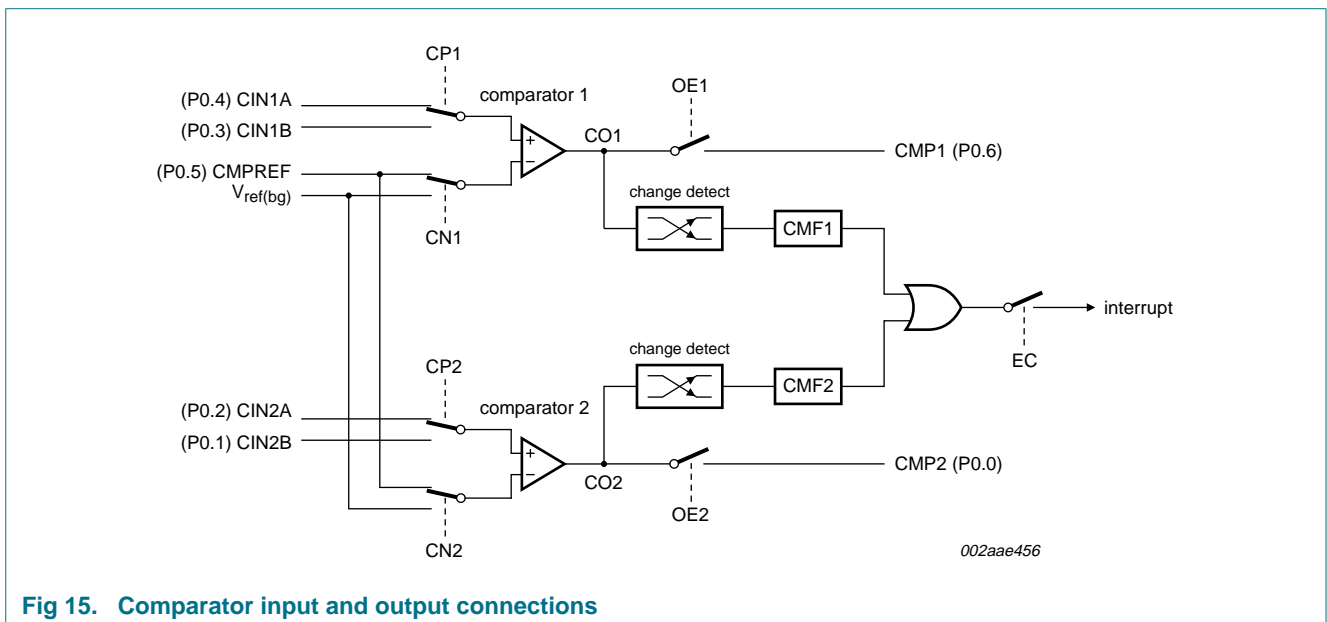 CP1
OE1
(P0.4) CIN1A
comparator 1
(P0.3) CIN1B
+
CO1
CMP1 (P0.6)
(P0.5) CMPREF
−
Vref(bg)
change detect
CN1
CMF1
interrupt
change detect
EC
CP2
CMF2
(P0.2) CIN2A
comparator 2
(P0.1) CIN2B
+
CMP2 (P0.0)
−
CO2
OE2
CN2
002aae456
Fig 15. Comparator input and output connections